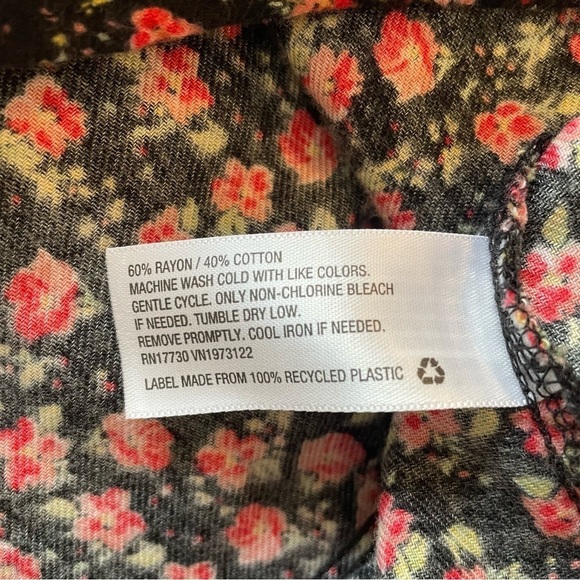 60% RAYON / 40% COTTON
MACHINE WASH COLD WITH LIKE COLORS.
GENTLE CYCLE. ONLY NON-CHLORINE BLEACH
IF NEEDED. TUMBLE DRY LOW.
REMOVE PROMPTLY. COOL IRON IF NEEDED.
RN17730 VN1973122
LABEL MADE FROM 100% RECYCLED PLASTIC